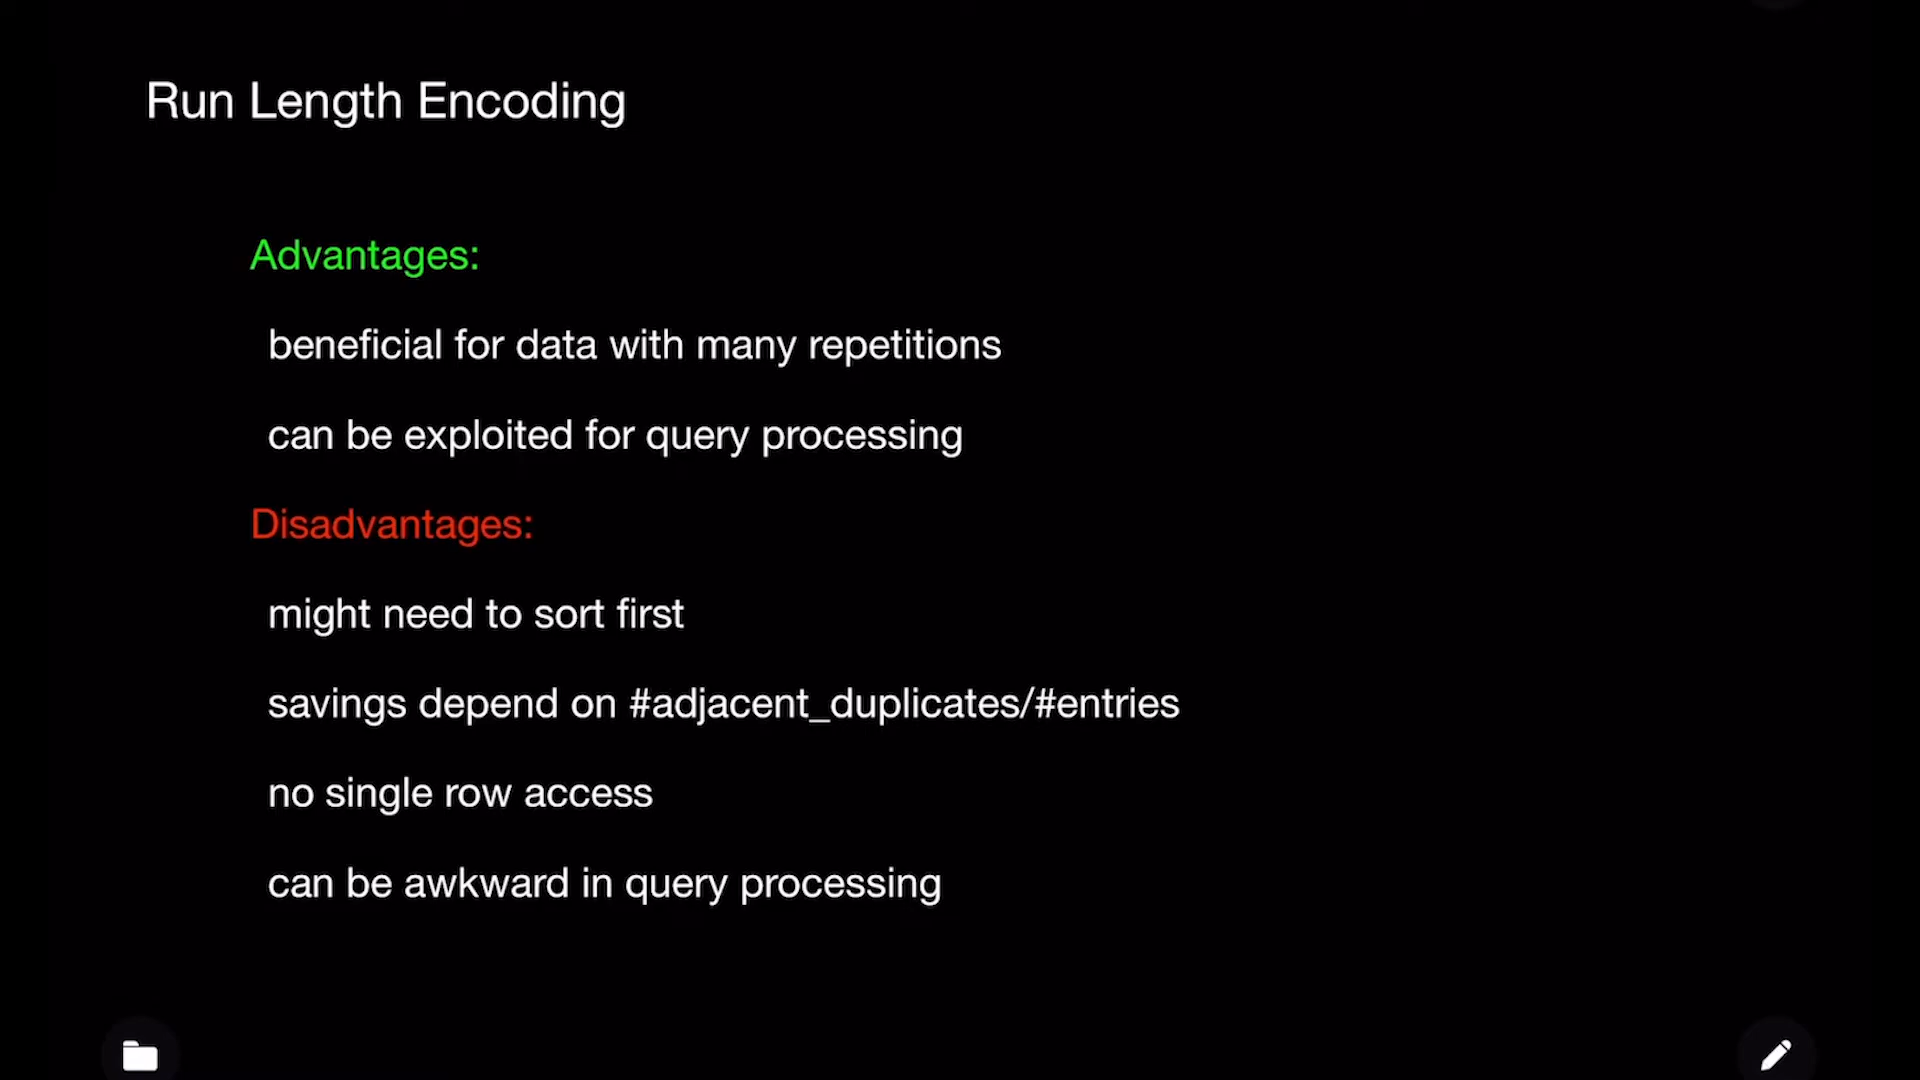 Run Length Encoding
Advantages:
beneficial for data with many repetitions
can be exploited for query processing
Disadvantages:
might need to sort first
savings depend on #adjacent_duplicates/#entries
no single row access
can be awkward in query processing